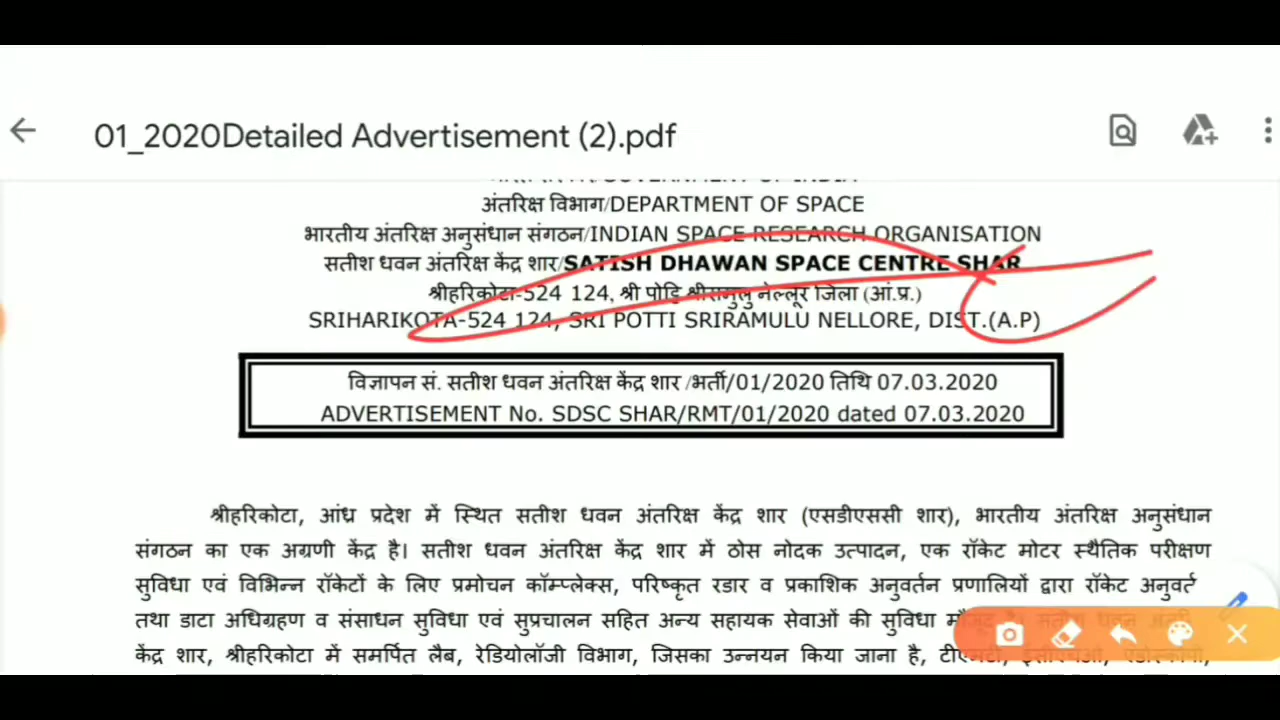 01_2020Detailed Advertisement (2).pdf
अंतरिक्ष विभाग/DEPARTMENT OF SPACE
भारतीय अंतरिक्ष अनुसंधान संगठन/INDIAN SPACE RESEARCH ORGANISATION
सतीश धवन अंतरिक्ष केंद्र शार/SATISH DHAWAN SPACE CENTRE SHAR
श्रीहरिकोटा-524 124, श्री पोट्टि श्रीरामुलु नेल्लूर जिला (आं.प्र.)
SRIHARIKOTA-524 124, SRI POTTI SRIRAMULU NELLORE, DIST.(A.P)
विज्ञापन सं. सतीश धवन अंतरिक्ष केंद्र शार /भर्ती/01/2020 तिथि 07.03.2020
ADVERTISEMENT No. SDSC SHAR/RMT/01/2020 dated 07.03.2020
श्रीहरिकोटा, आंध्र प्रदेश में स्थित सतीश धवन अंतरिक्ष केंद्र शार (एसडीएससी शार), भारतीय अंतरिक्ष अनुसंधान
संगठन का एक अग्रणी केंद्र है। सतीश धवन अंतरिक्ष केंद्र शार में ठोस नोदक उत्पादन, एक रॉकेट मोटर स्थैतिक परीक्षण
सुविधा एवं विभिन्न रॉकेटों के लिए प्रमोचन कॉम्प्लेक्स, परिष्कृत रडार व प्रकाशिक अनुवर्तन प्रणालियों द्वारा रॉकेट
तथा डाटा अधिग्रहण व संसाधन सुविधा एवं सुप्रचालन सहित अन्य सहायक सेवाओं की सुविधा
केंद्र शार, श्रीहरिकोटा में समर्पित लैब, रेडियोलॉजी विभाग, जिसका उन्नयन किया जाना है, टीएमटी,